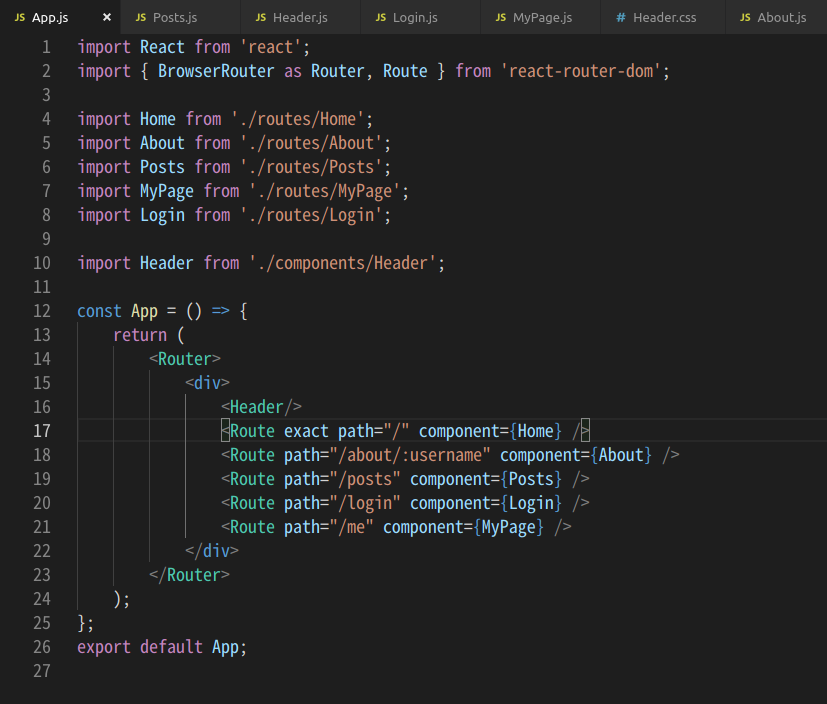 JS App.js × JS Posts.js JS Header.js JS Login.js JS MyPage.js # Header.css JS About.js
1 import React from 'react';
2 import { BrowserRouter as Router, Route } from 'react-router-dom';
3
4 import Home from './routes/Home';
5 import About from './routes/About';
6 import Posts from './routes/Posts';
7 import MyPage from './routes/MyPage';
8 import Login from './routes/Login';
9
10 import Header from './components/Header';
11
12 const App = () => {
13     return (
14         <Router>
15             <div>
16                 <Header/>
17                 <Route exact path="/" component={Home} />
18                 <Route path="/about/:username" component={About} />
19                 <Route path="/posts" component={Posts} />
20                 <Route path="/login" component={Login} />
21                 <Route path="/me" component={MyPage} />
22             </div>
23         </Router>
24     );
25 };
26 export default App;
27